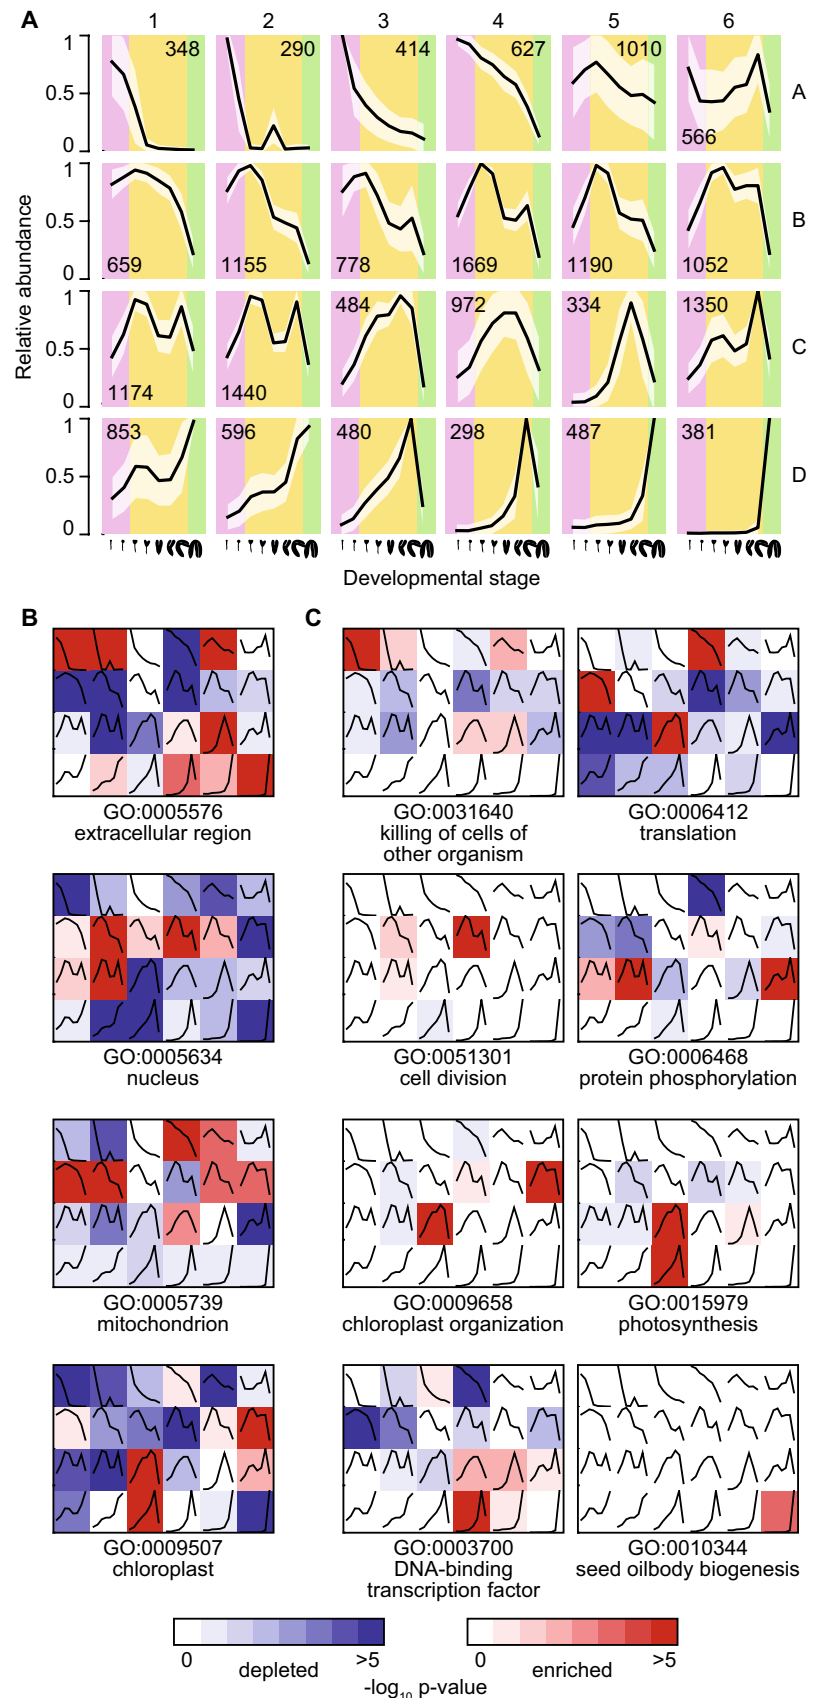 A
1 2 3 4 5 6
1
0.5
0
348 290 414 627 1010 566
A
1
0.5
0
659 1155 778 1669 1190 1052
B
1
0.5
0
1174 1440 484 972 334 1350
C
1
0.5
0
853 596 480 298 487 381
D
Relative abundance
Developmental stage
B
C
GO:0005576
extracellular region
GO:0031640
killing of cells of
other organism
GO:0006412
translation
GO:0005634
nucleus
GO:0051301
cell division
GO:0006468
protein phosphorylation
GO:0005739
mitochondrion
GO:0009658
chloroplast organization
GO:0015979
photosynthesis
GO:0009507
chloroplast
GO:0003700
DNA-binding
transcription factor
GO:0010344
seed oilbody biogenesis
0 depleted >5
0 enriched >5
-log10 p-value